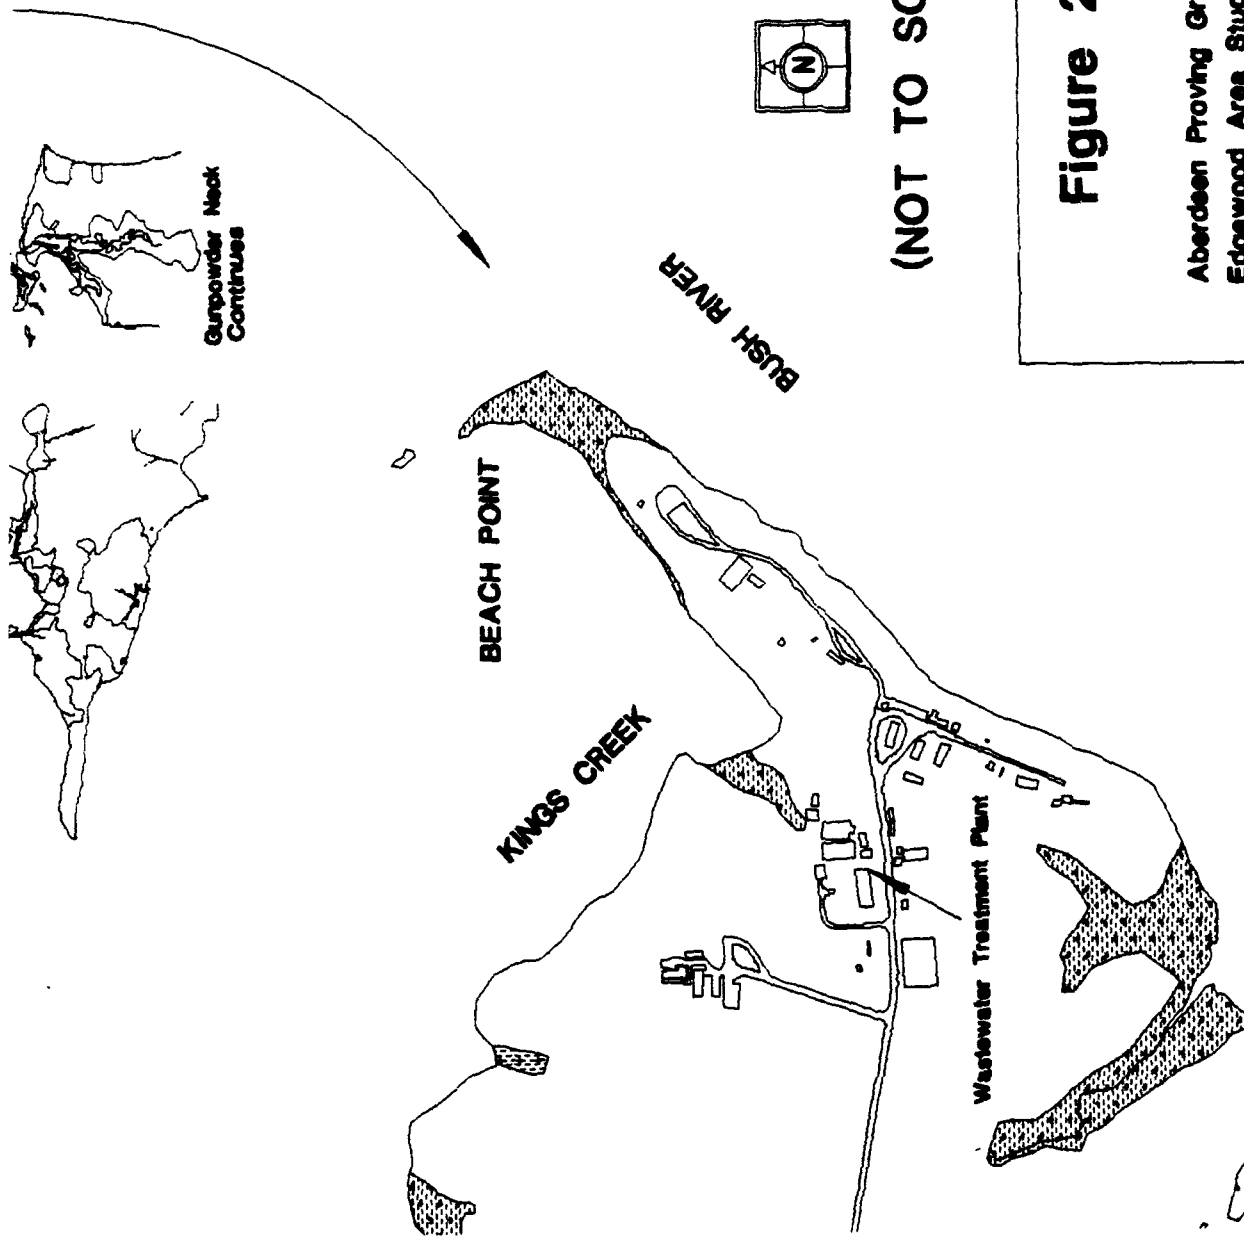 Gunpowder Neck
Continues
BUSH RIVER
BEACH POINT
KINGS CREEK
Wastewater Treatment Plant
N
(NOT TO SC
Figure 2
Aberdeen Proving Gr
Edgewood Area Stud